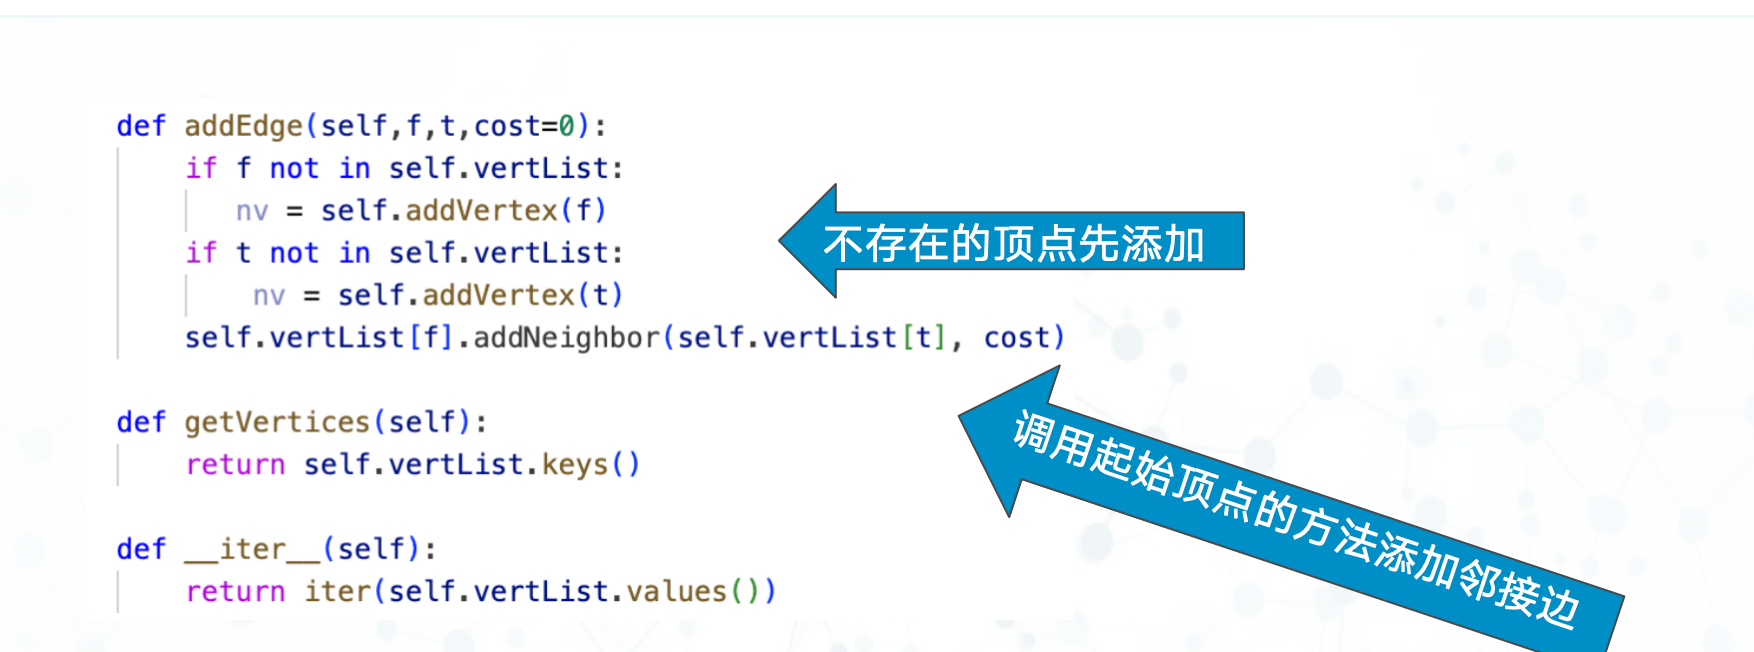 def addEdge(self,f,t,cost=0):
    if f not in self.vertList:
       nv = self.addVertex(f)
    if t not in self.vertList:
        nv = self.addVertex(t)
    self.vertList[f].addNeighbor(self.vertList[t], cost)
不存在的顶点先添加
调用起始顶点的方法添加邻接边
def getVertices(self):
    return self.vertList.keys()
def __iter__(self):
    return iter(self.vertList.values())